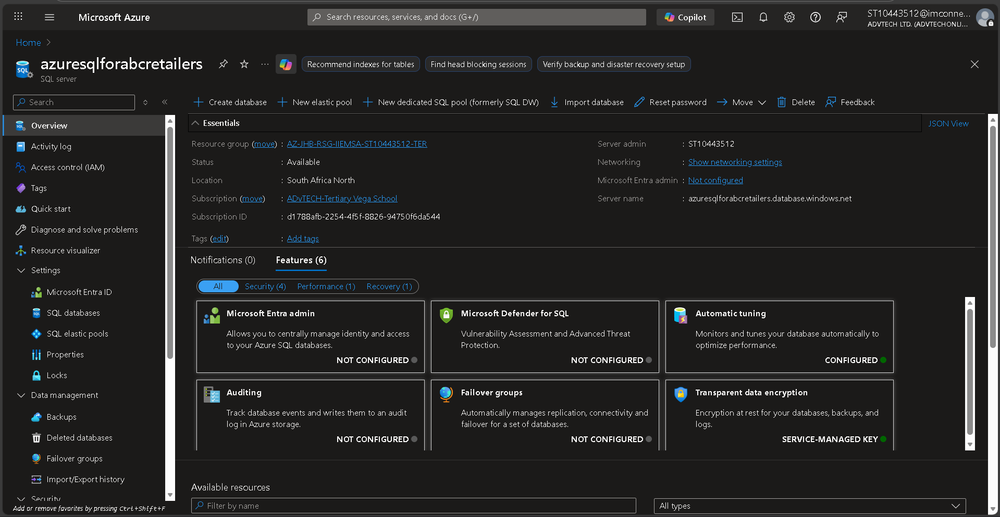 Microsoft Azure
Search resources, services, and docs (G+/)
Copilot
ST10443512@imconne...
ADVTECH LTD. (ADVTECHONLI...
Home
azuresqlforabcretailers
SQL server
Recommend indexes for tables
Find head blocking sessions
Verify backup and disaster recovery setup
Search
Create database
New elastic pool
New dedicated SQL pool (formerly SQL DW)
Import database
Reset password
Move
Delete
Feedback
Overview
Activity log
Access control (IAM)
Tags
Quick start
Diagnose and solve problems
Resource visualizer
Settings
Microsoft Entra ID
SQL databases
SQL elastic pools
Properties
Locks
Data management
Backups
Deleted databases
Failover groups
Import/Export history
Security
Add or remove favorites by pressing Ctrl+Shift+F
Essentials
JSON View
Resource group (move) : AZ-JHB-RSG-IIEMSA-ST10443512-TER
Status : Available
Location : South Africa North
Subscription (move) : ADvTECH-Tertiary Vega School
Subscription ID : d1788afb-2254-4f5f-8826-94750f6da544
Tags (edit) : Add tags
Server admin : ST10443512
Networking : Show networking settings
Microsoft Entra admin : Not configured
Server name : azuresqlforabcretailers.database.windows.net
Notifications (0)
Features (6)
All
Security (4)
Performance (1)
Recovery (1)
Microsoft Entra admin
Allows you to centrally manage identity and access
to your Azure SQL databases.
NOT CONFIGURED
Microsoft Defender for SQL
Vulnerability Assessment and Advanced Threat
Protection.
NOT CONFIGURED
Automatic tuning
Monitors and tunes your database automatically to
optimize performance.
CONFIGURED
Auditing
Track database events and writes them to an audit
log in Azure storage.
NOT CONFIGURED
Failover groups
Automatically manages replication, connectivity and
failover for a set of databases.
NOT CONFIGURED
Transparent data encryption
Encryption at rest for your databases, backups, and
logs.
SERVICE-MANAGED KEY
Available resources
Filter by name
All types